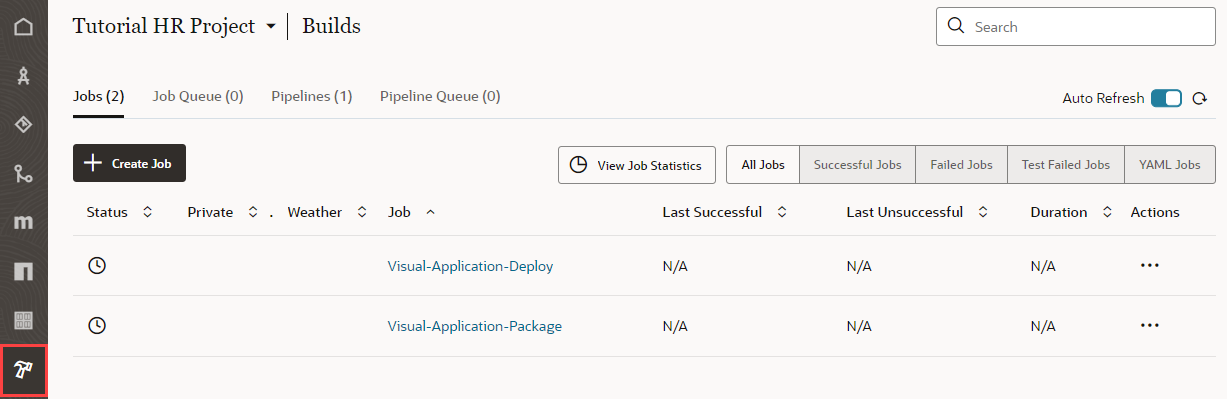 Tutorial HR Project Builds
Search
Jobs (2) Job Queue (0) Pipelines (1) Pipeline Queue (0)
Auto Refresh
Create Job
View Job Statistics
All Jobs Successful Jobs Failed Jobs Test Failed Jobs YAML Jobs
Status Private . Weather Job Last Successful Last Unsuccessful Duration Actions
Visual-Application-Deploy N/A N/A N/A
Visual-Application-Package N/A N/A N/A
m